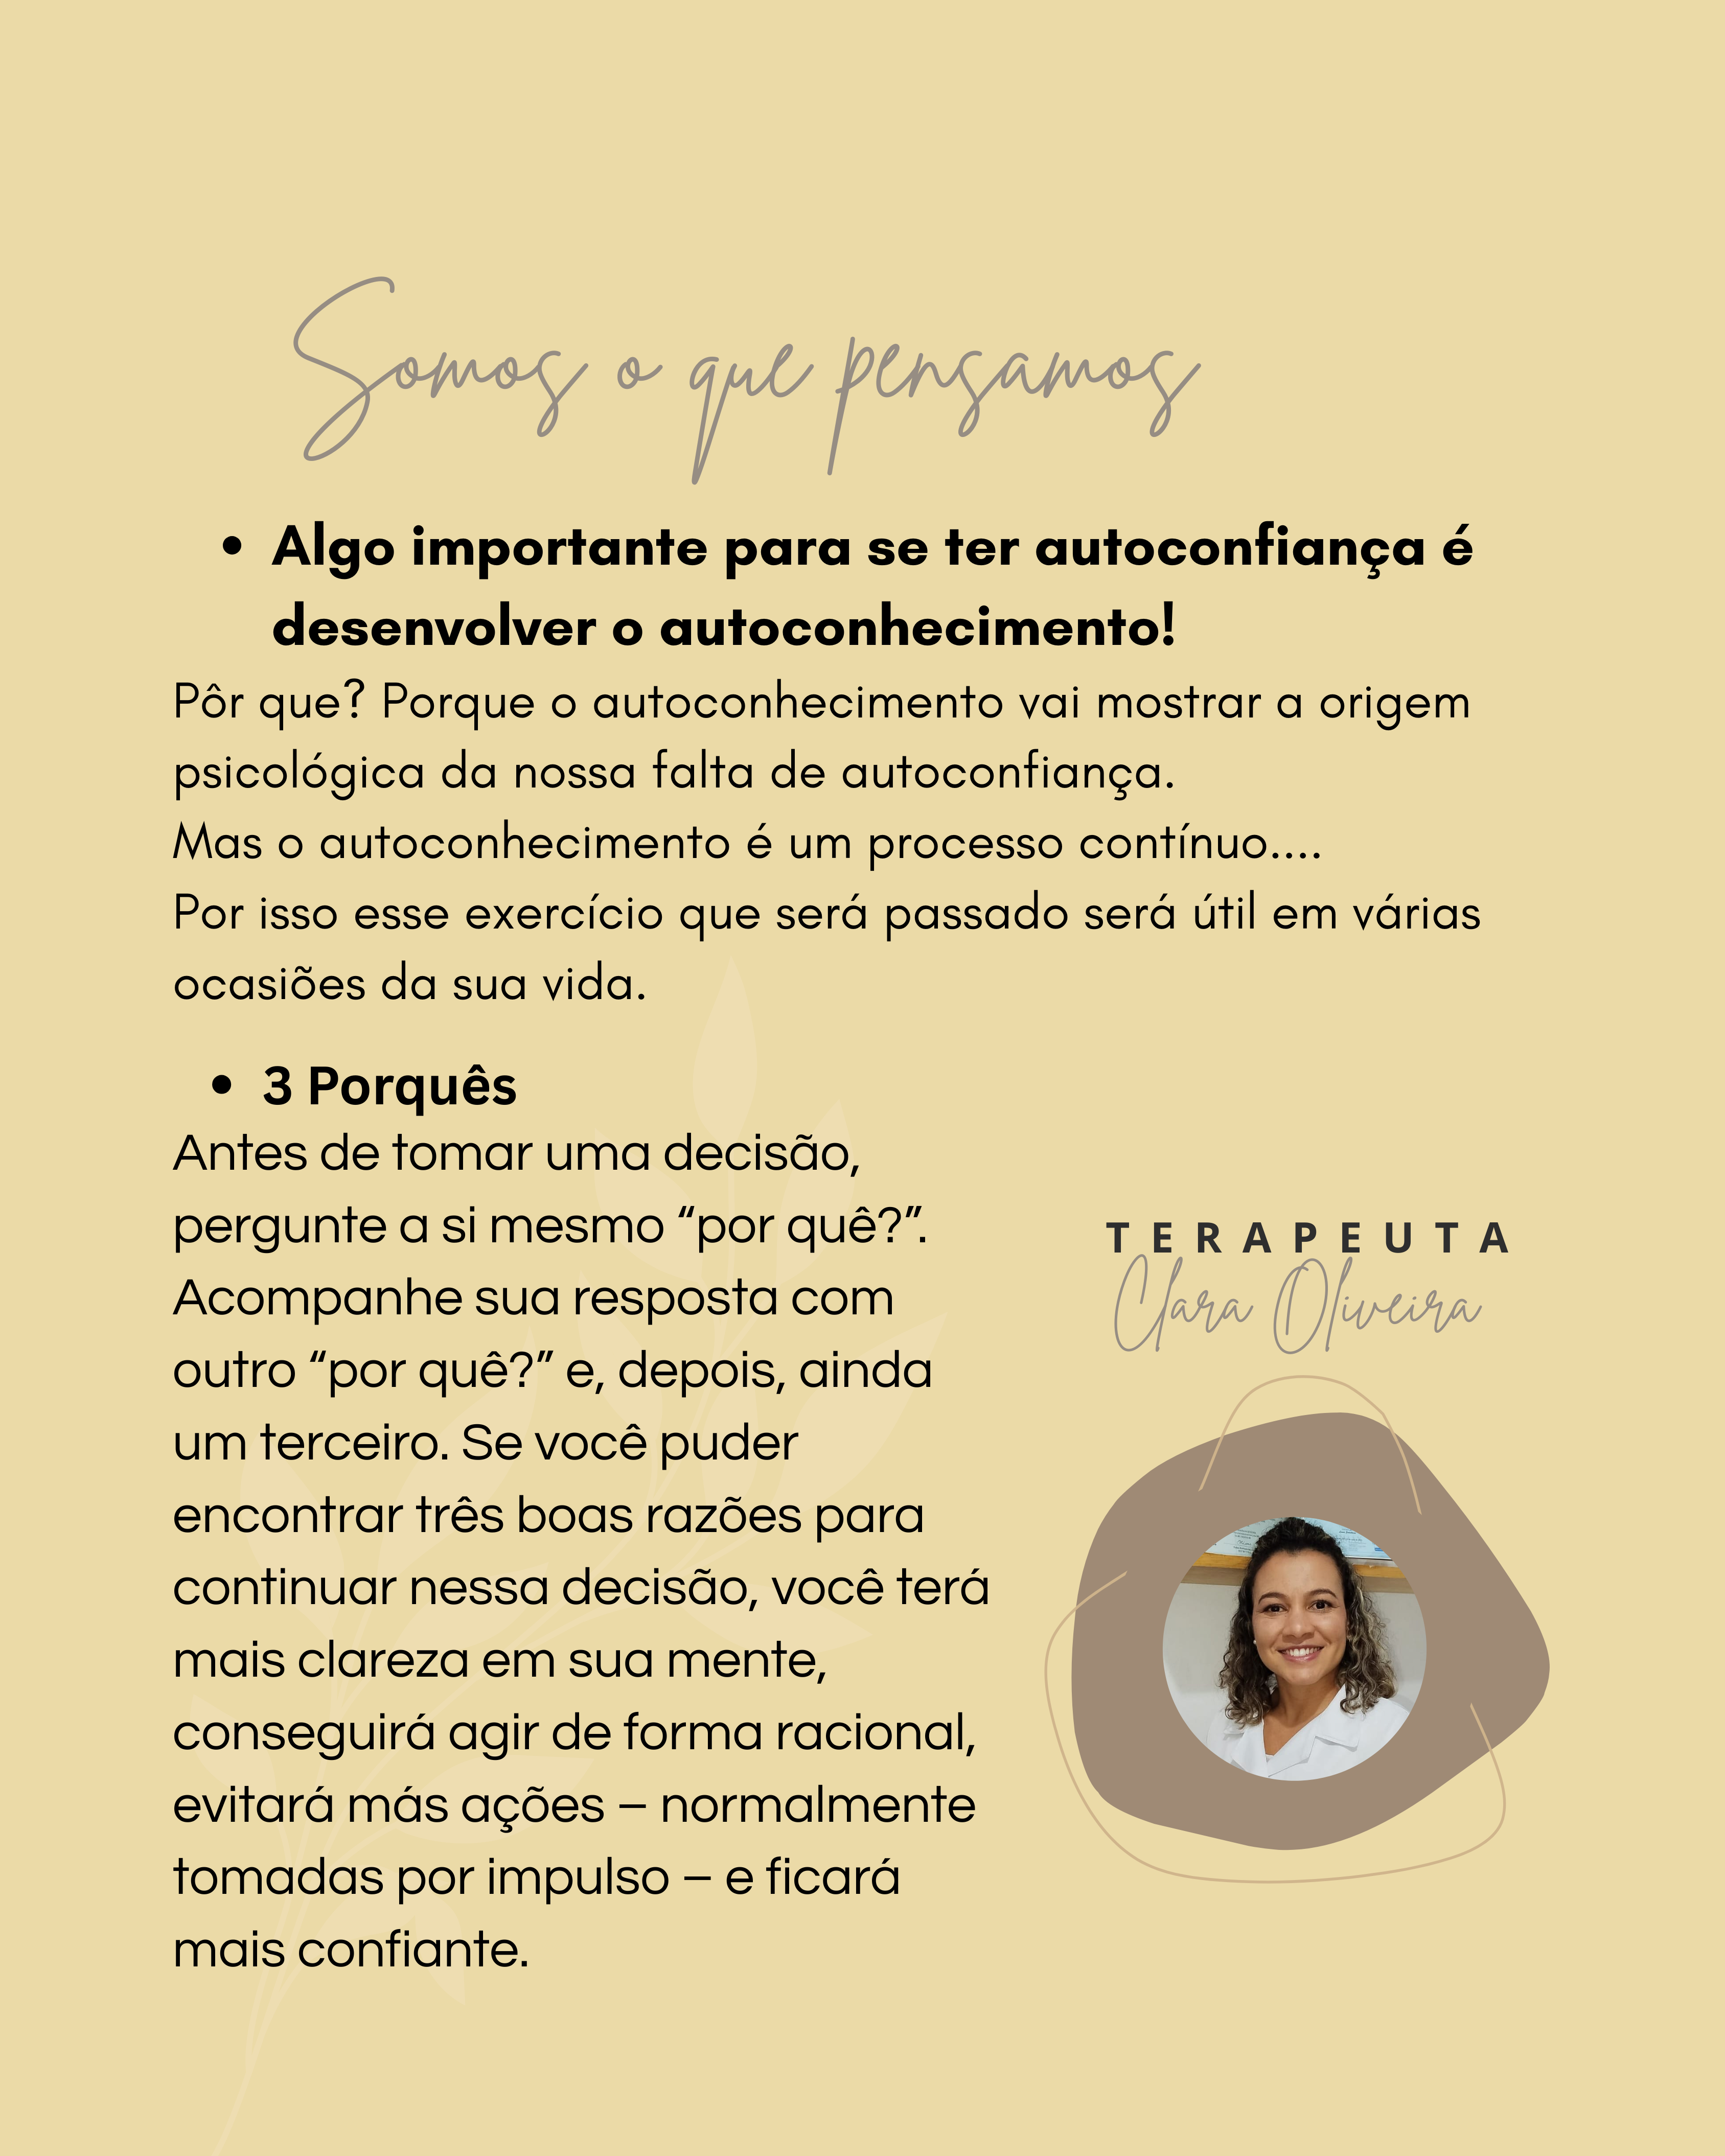 Somos o que pensamos
• Algo importante para se ter autoconfiança é
desenvolver o autoconhecimento!
Pôr que? Porque o autoconhecimento vai mostrar a origem
psicológica da nossa falta de autoconfiança.
Mas o autoconhecimento é um processo contínuo....
Por isso esse exercício que será passado será útil em várias
ocasiões da sua vida.
• 3 Porquês
Antes de tomar uma decisão,
pergunte a si mesmo “por quê?”.
Acompanhe sua resposta com
outro “por quê?” e, depois, ainda
um terceiro. Se você puder
encontrar três boas razões para
continuar nessa decisão, você terá
mais clareza em sua mente,
conseguirá agir de forma racional,
evitará más ações – normalmente
tomadas por impulso – e ficará
mais confiante.
TERAPEUTA
Clara Oliveira